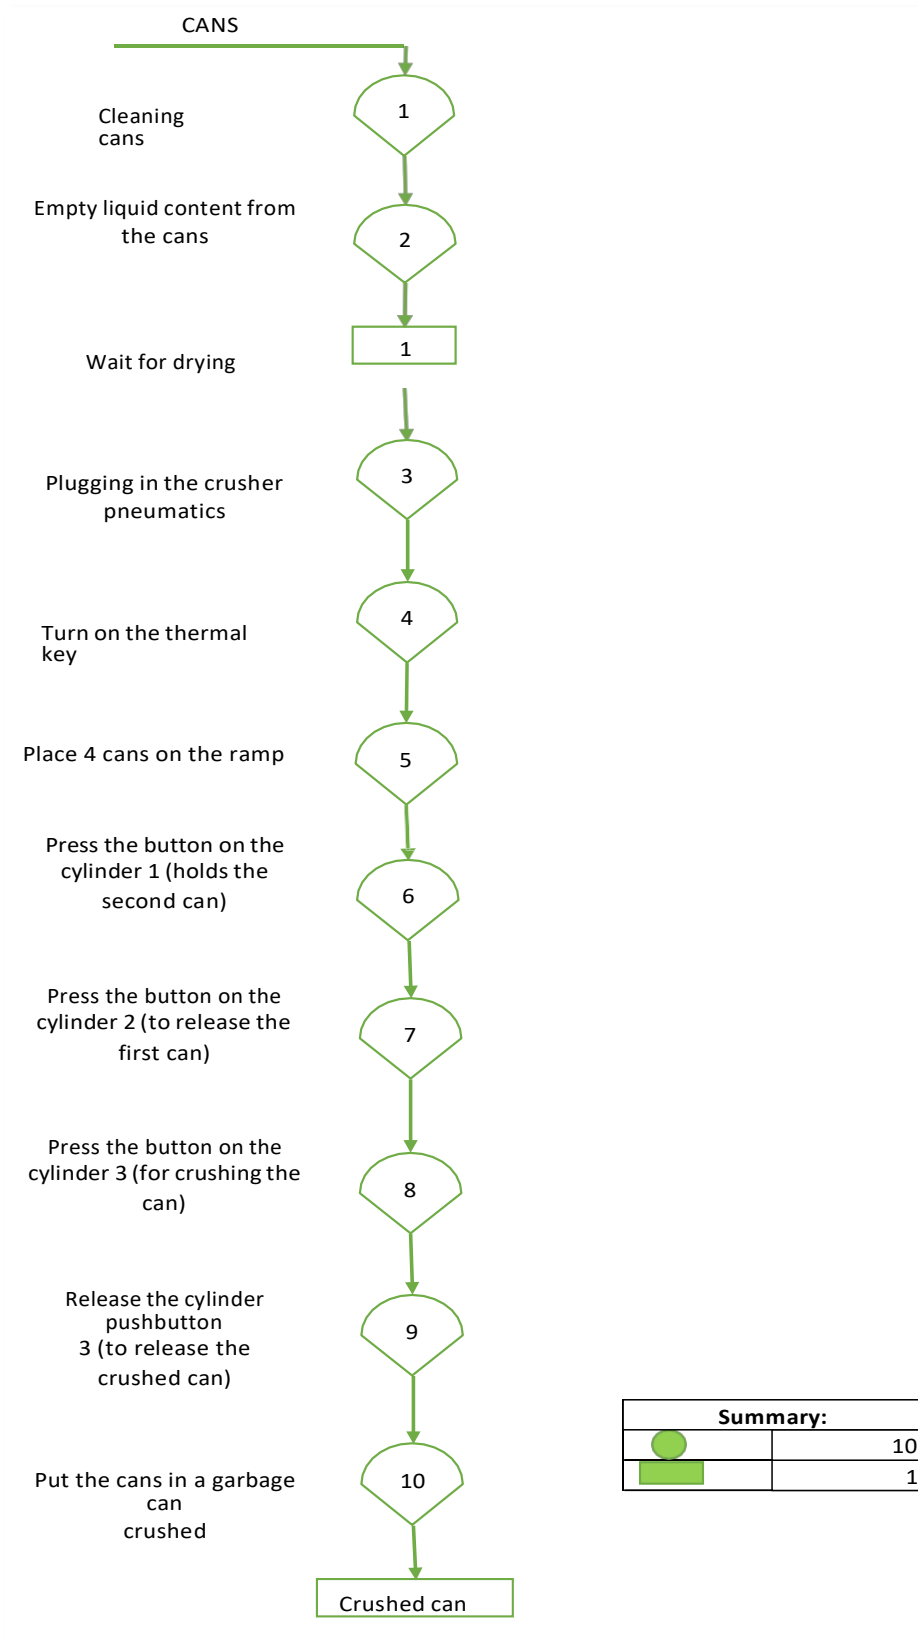 CANS
1
Cleaning
cans
Empty liquid content from
the cans
2
1
Wait for drying
3
Plugging in the crusher
pneumatics
4
Turn on the thermal
key
Place 4 cans on the ramp
5
Press the button on the
cylinder 1 (holds the
second can)
6
Press the button on the
cylinder 2 (to release the
first can)
7
Press the button on the
cylinder 3 (for crushing the
can)
8
Release the cylinder
pushbutton
3 (to release the
crushed can)
9
Summary:
10
1
Put the cans in a garbage
can
crushed
10
Crushed can